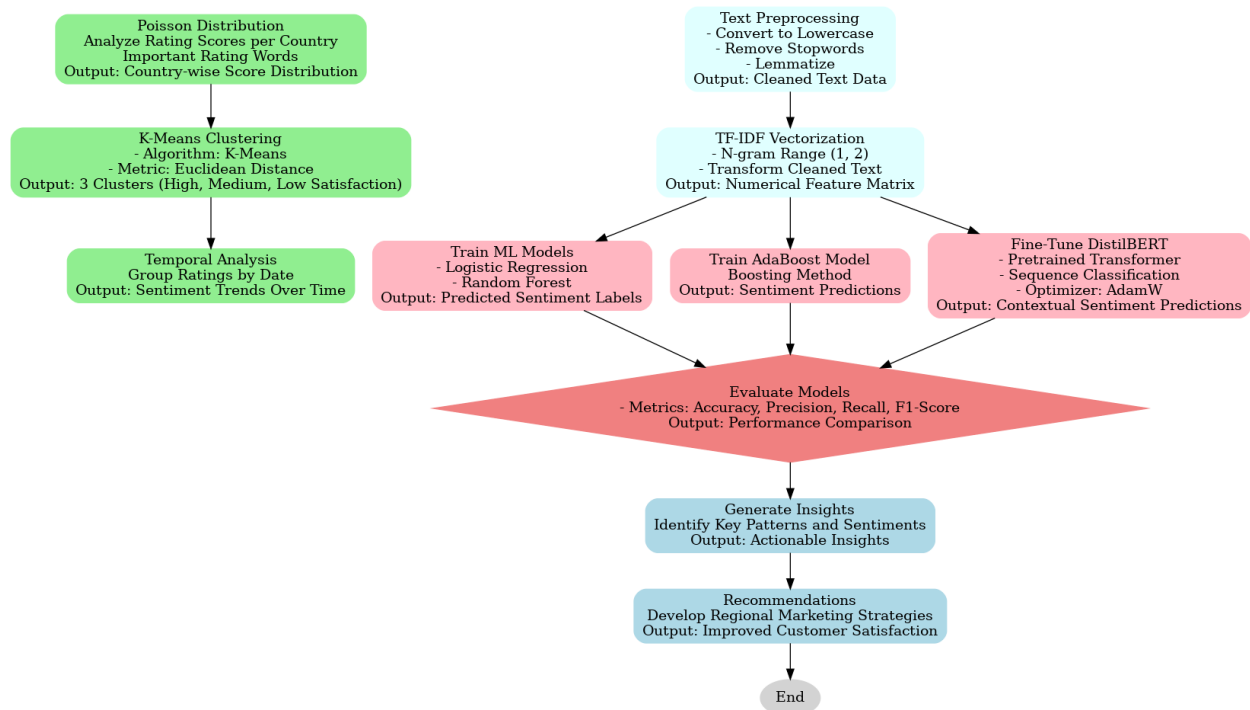 Poisson Distribution
Analyze Rating Scores per Country
Important Rating Words
Output: Country-wise Score Distribution
K-Means Clustering
- Algorithm: K-Means
- Metric: Euclidean Distance
Output: 3 Clusters (High, Medium, Low Satisfaction)
Temporal Analysis
Group Ratings by Date
Output: Sentiment Trends Over Time
Text Preprocessing
- Convert to Lowercase
- Remove Stopwords
- Lemmatize
Output: Cleaned Text Data
TF-IDF Vectorization
- N-gram Range (1, 2)
- Transform Cleaned Text
Output: Numerical Feature Matrix
Train ML Models
- Logistic Regression
- Random Forest
Output: Predicted Sentiment Labels
Train AdaBoost Model
Boosting Method
Output: Sentiment Predictions
Fine-Tune DistilBERT
- Pretrained Transformer
- Sequence Classification
- Optimizer: AdamW
Output: Contextual Sentiment Predictions
Evaluate Models
- Metrics: Accuracy, Precision, Recall, F1-Score
Output: Performance Comparison
Generate Insights
Identify Key Patterns and Sentiments
Output: Actionable Insights
Recommendations
Develop Regional Marketing Strategies
Output: Improved Customer Satisfaction
End